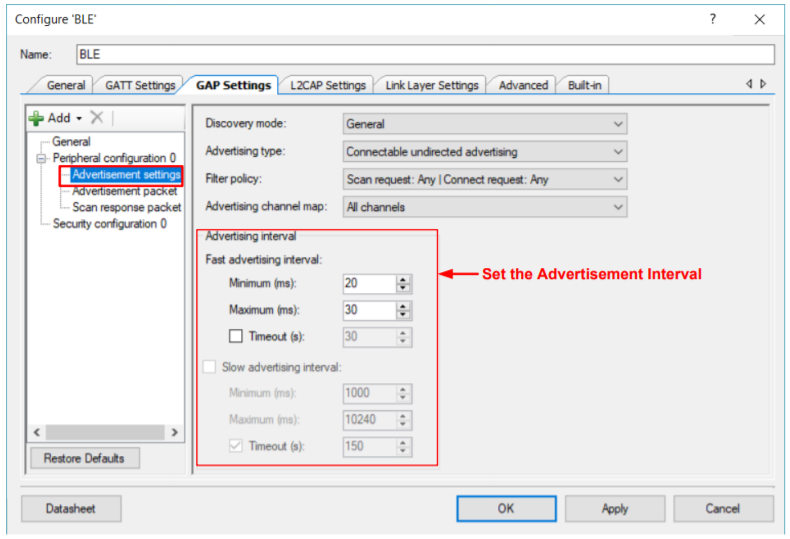 Configure 'BLE'
Name: BLE
General GATT Settings GAP Settings L2CAP Settings Link Layer Settings Advanced Built-in
Add
General
Peripheral configuration 0
Advertisement settings
Advertisement packet
Scan response packet
Security configuration 0
Restore Defaults
Discovery mode: General
Advertising type: Connectable undirected advertising
Filter policy: Scan request: Any | Connect request: Any
Advertising channel map: All channels
Advertising interval
Fast advertising interval:
Minimum (ms): 20
Maximum (ms): 30
Timeout (s): 30
Slow advertising interval:
Minimum (ms): 1000
Maximum (ms): 10240
Timeout (s): 150
Set the Advertisement Interval
Datasheet OK Apply Cancel